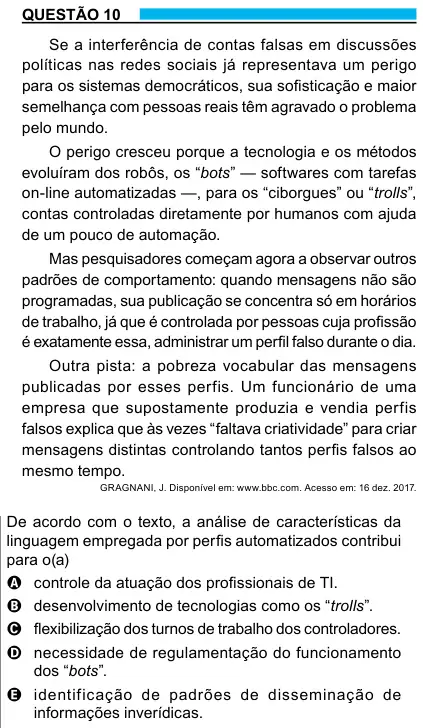 QUESTÃO 10
Se a interferência de contas falsas em discussões
políticas nas redes sociais já representava um perigo
para os sistemas democráticos, sua sofisticação e maior
semelhança com pessoas reais têm agravado o problema
pelo mundo.
O perigo cresceu porque a tecnologia e os métodos
evoluíram dos robôs, os “bots” — softwares com tarefas
on-line automatizadas —, para os “ciborgues” ou “trolls”,
contas controladas diretamente por humanos com ajuda
de um pouco de automação.
Mas pesquisadores começam agora a observar outros
padrões de comportamento: quando mensagens não são
programadas, sua publicação se concentra só em horários
de trabalho, já que é controlada por pessoas cuja profissão
é exatamente essa, administrar um perfil falso durante o dia.
Outra pista: a pobreza vocabular das mensagens
publicadas por esses perfis. Um funcionário de uma
empresa que supostamente produzia e vendia perfis
falsos explica que às vezes “faltava criatividade” para criar
mensagens distintas controlando tantos perfis falsos ao
mesmo tempo.
GRAGNANI, J. Disponível em: www.bbc.com. Acesso em: 16 dez. 2017.
De acordo com o texto, a análise de características da
linguagem empregada por perfis automatizados contribui
para o(a)
A controle da atuação dos profissionais de TI.
B desenvolvimento de tecnologias como os “trolls”.
C flexibilização dos turnos de trabalho dos controladores.
D necessidade de regulamentação do funcionamento
dos “bots”.
E identificação de padrões de disseminação de
informações inverídicas.